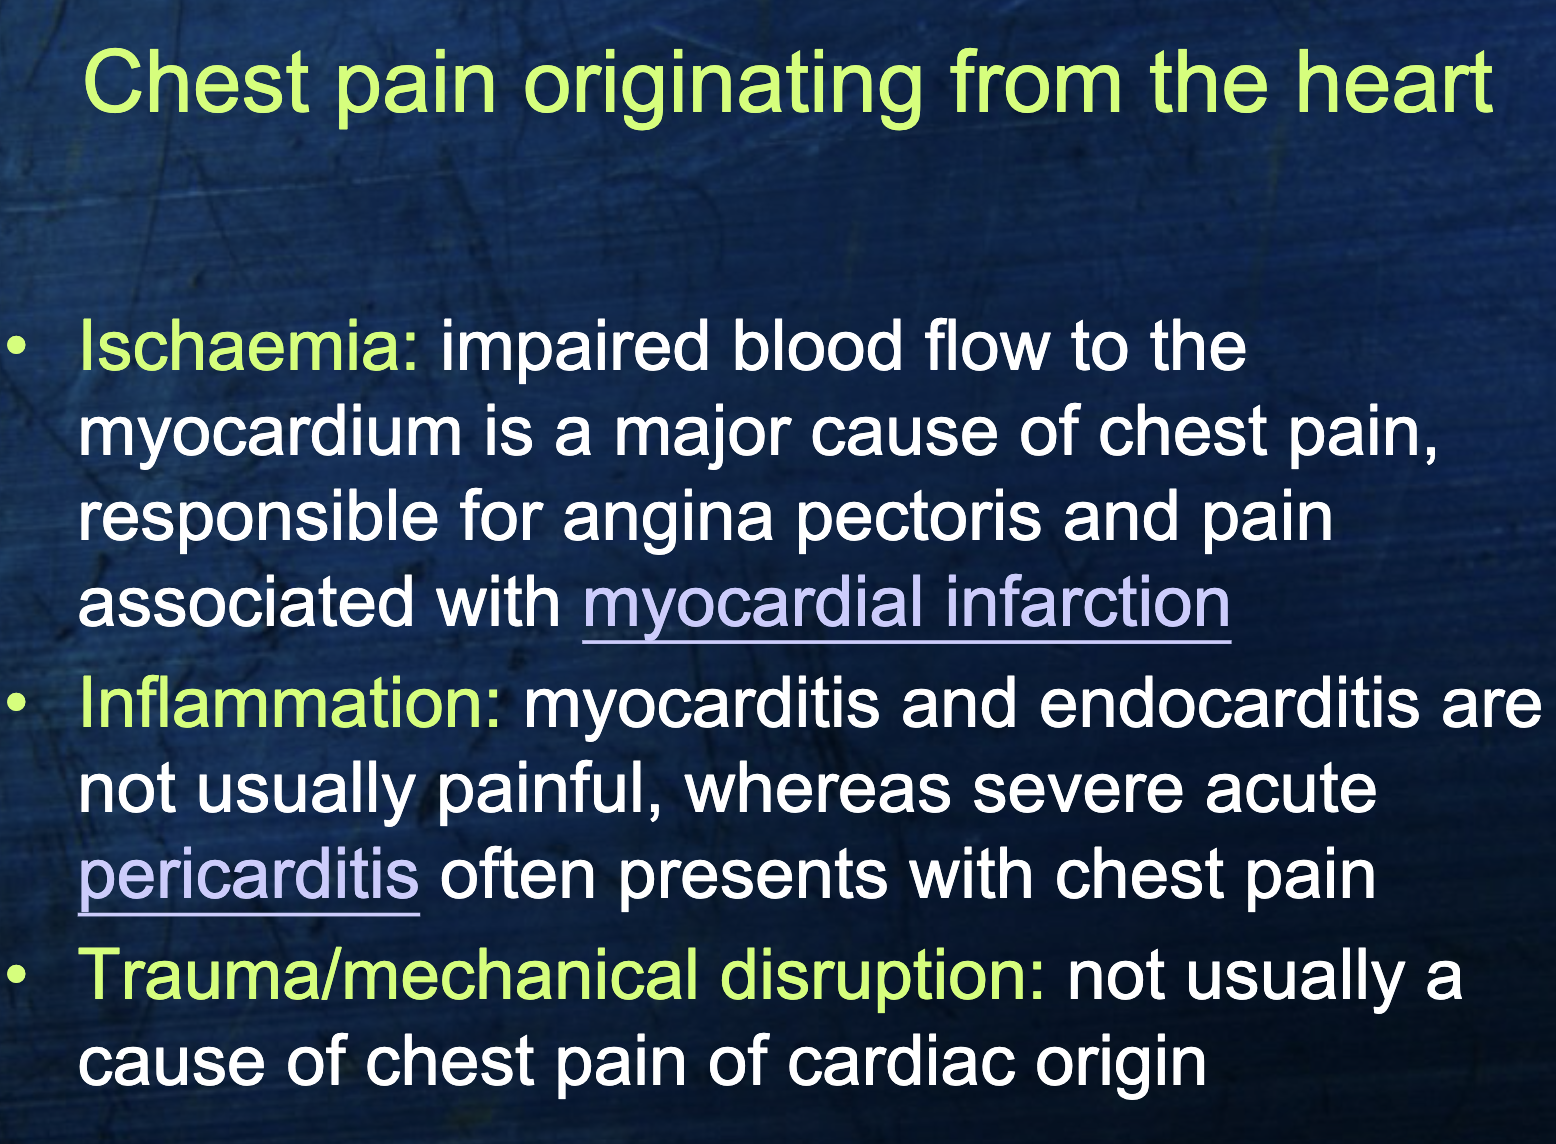 Chest pain originating from the heart
• Ischaemia: impaired blood flow to the
myocardium is a major cause of chest pain,
responsible for angina pectoris and pain
associated with myocardial infarction
• Inflammation: myocarditis and endocarditis are
not usually painful, whereas severe acute
pericarditis often presents with chest pain
• Trauma/mechanical disruption: not usually a
cause of chest pain of cardiac origin